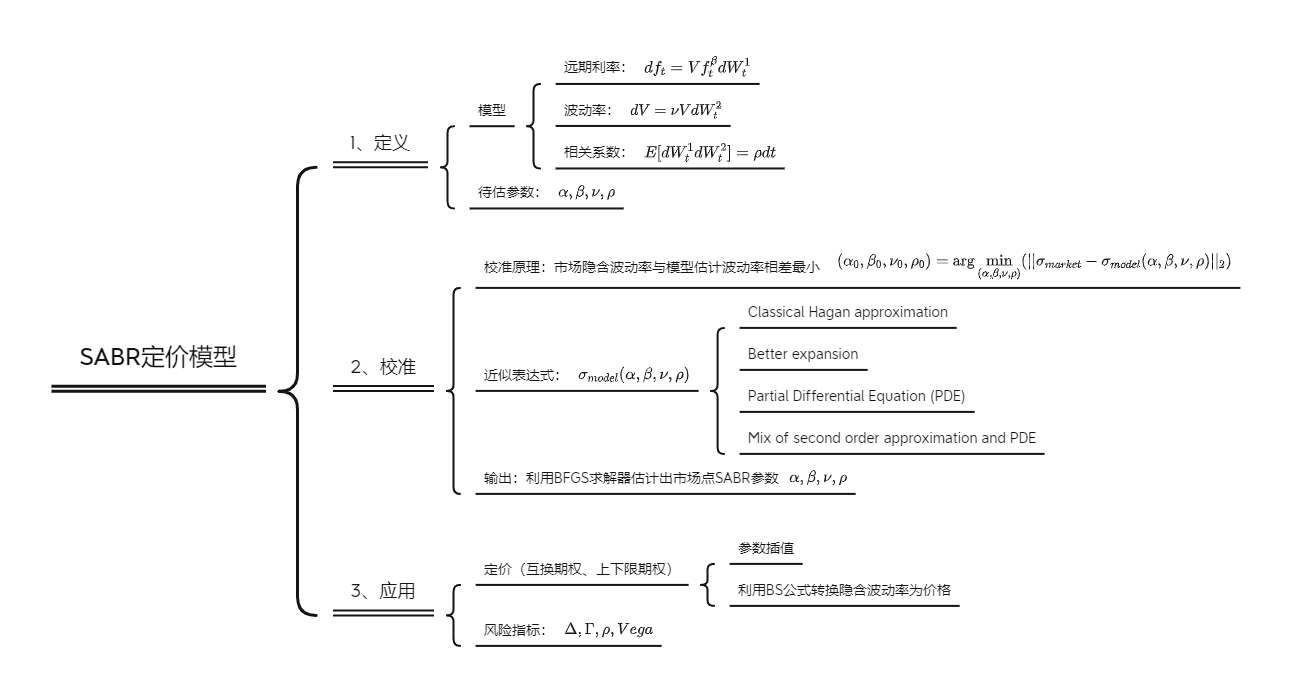 SABR定价模型
1、定义
模型
远期利率： $df_t = V f_t^\beta dW_t^1$
波动率： $dV = \nu V dW_t^2$
相关系数： $E[dW_t^1 dW_t^2] = \rho dt$
待估参数： $\alpha, \beta, \nu, \rho$
2、校准
校准原理：市场隐含波动率与模型估计波动率相差最小 $(\alpha_0, \beta_0, \nu_0, \rho_0) = \arg \min_{(\alpha,\beta,\nu,\rho)} (||\sigma_{market} - \sigma_{model}(\alpha, \beta, \nu, \rho)||_2)$
近似表达式： $\sigma_{model}(\alpha, \beta, \nu, \rho)$
Classical Hagan approximation
Better expansion
Partial Differential Equation (PDE)
Mix of second order approximation and PDE
输出：利用BFGS求解器估计出市场点SABR参数 $\alpha, \beta, \nu, \rho$
3、应用
定价（互换期权、上下限期权）
参数插值
利用BS公式转换隐含波动率为价格
风险指标： $\Delta, \Gamma, \rho, Vega$